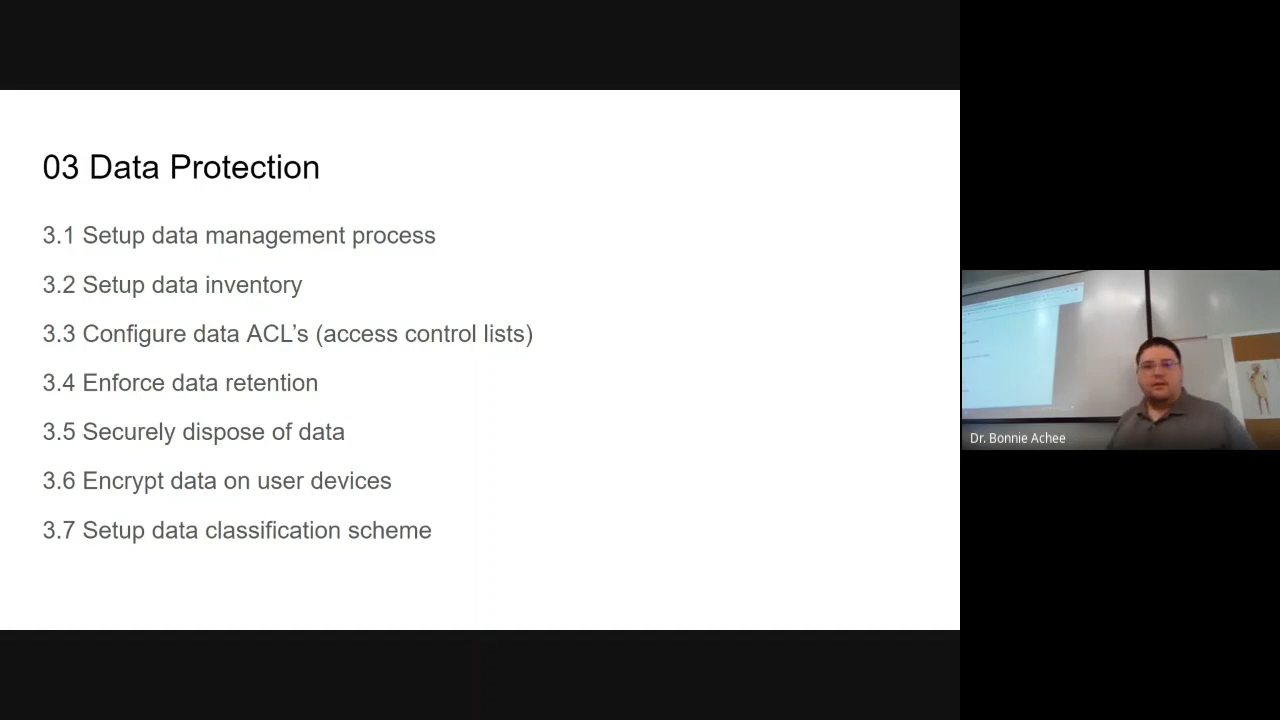 03 Data Protection
3.1 Setup data management process
3.2 Setup data inventory
3.3 Configure data ACL’s (access control lists)
3.4 Enforce data retention
3.5 Securely dispose of data
3.6 Encrypt data on user devices
3.7 Setup data classification scheme
Dr. Bonnie Achee